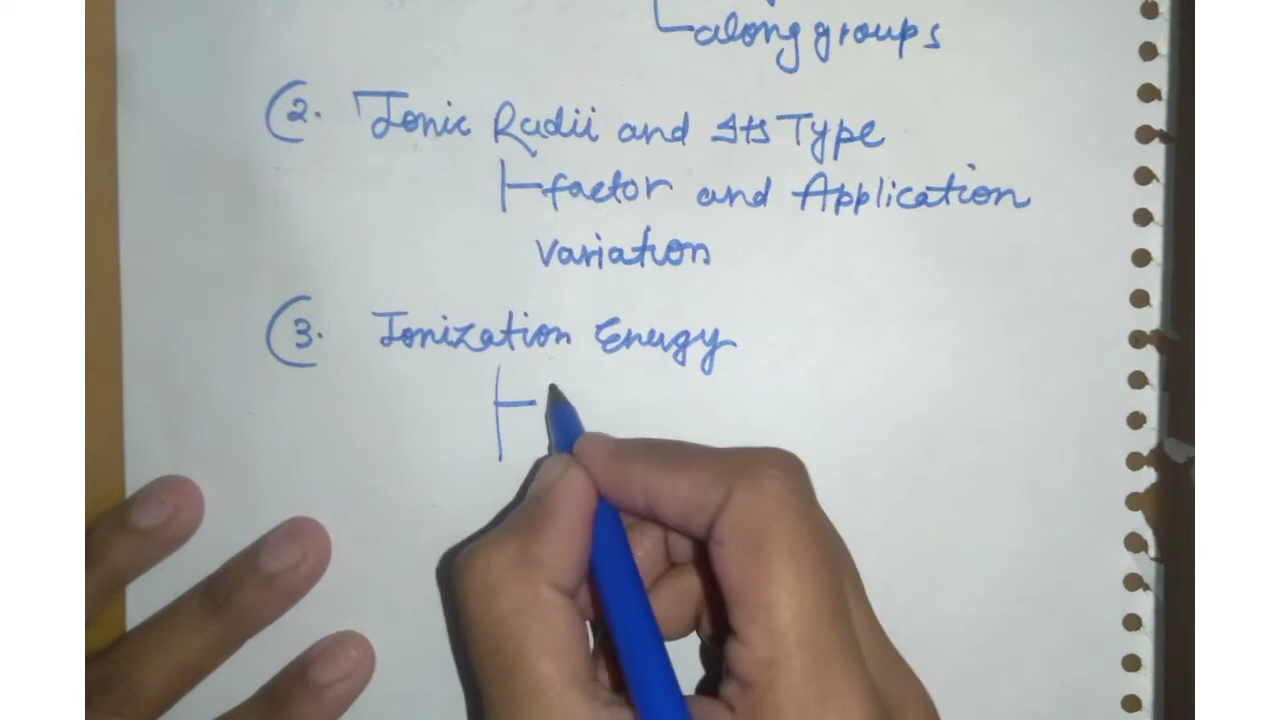 along groups
2. Ionic Radii and Its Type
factor and Application
variation
3. Ionization Energy